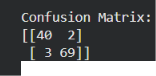 Confusion Matrix:
[[40  2]
 [ 3 69]]